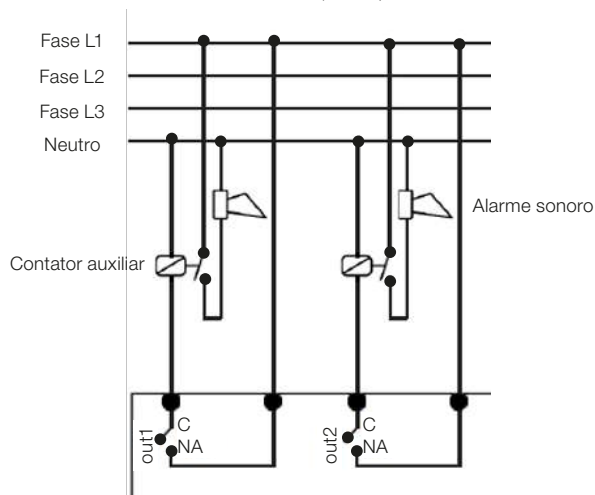 Fase L1
Fase L2
Fase L3
Neutro
Alarme sonoro
Contator auxiliar
out1
C
NA
out2
C
NA